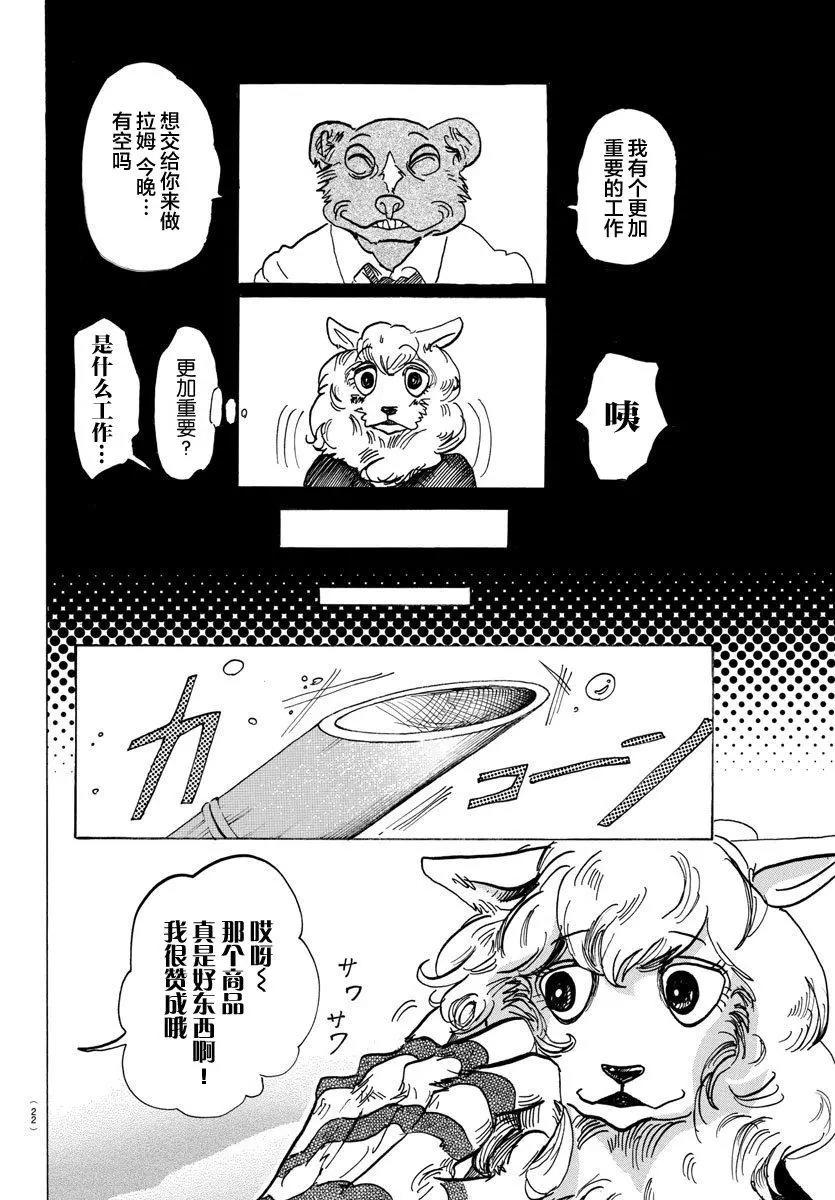 我有个更加
重要的工作
想交给你来做
拉姆 今晚…
有空吗
咦
更加重要?
是什么工作…
カコーン
哎呀~
那个商品
真是好东西啊!
我很赞成哦
サワ
サワ
22